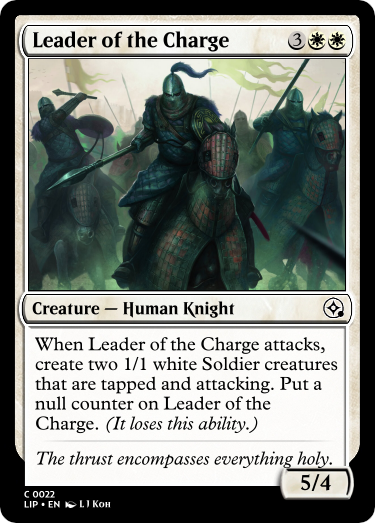 Leader of the Charge 3
Creature — Human Knight
When Leader of the Charge attacks,
create two 1/1 white Soldier creatures
that are tapped and attacking. Put a
null counter on Leader of the
Charge. (It loses this ability.)
The thrust encompasses everything holy.
5/4
C 0022
LIP • EN LJ Koh